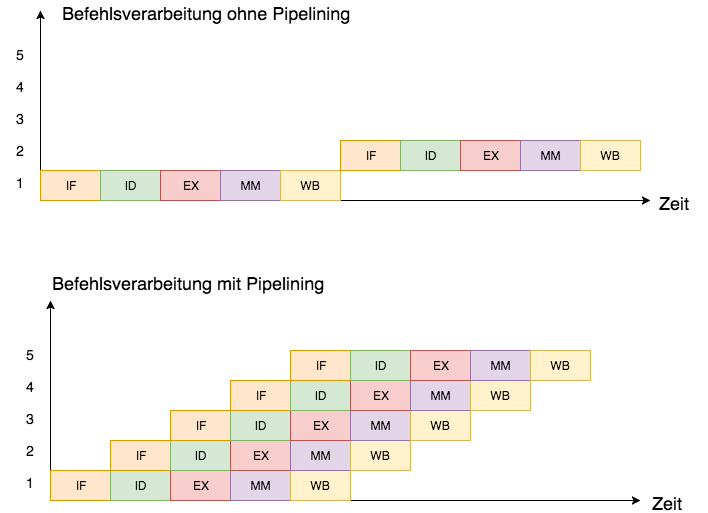 Befehlsverarbeitung ohne Pipelining
5
4
3
2 IF ID EX MM WB
1 IF ID EX MM WB
Zeit
Befehlsverarbeitung mit Pipelining
5 IF ID EX MM WB
4 IF ID EX MM WB
3 IF ID EX MM WB
2 IF ID EX MM WB
1 IF ID EX MM WB
Zeit